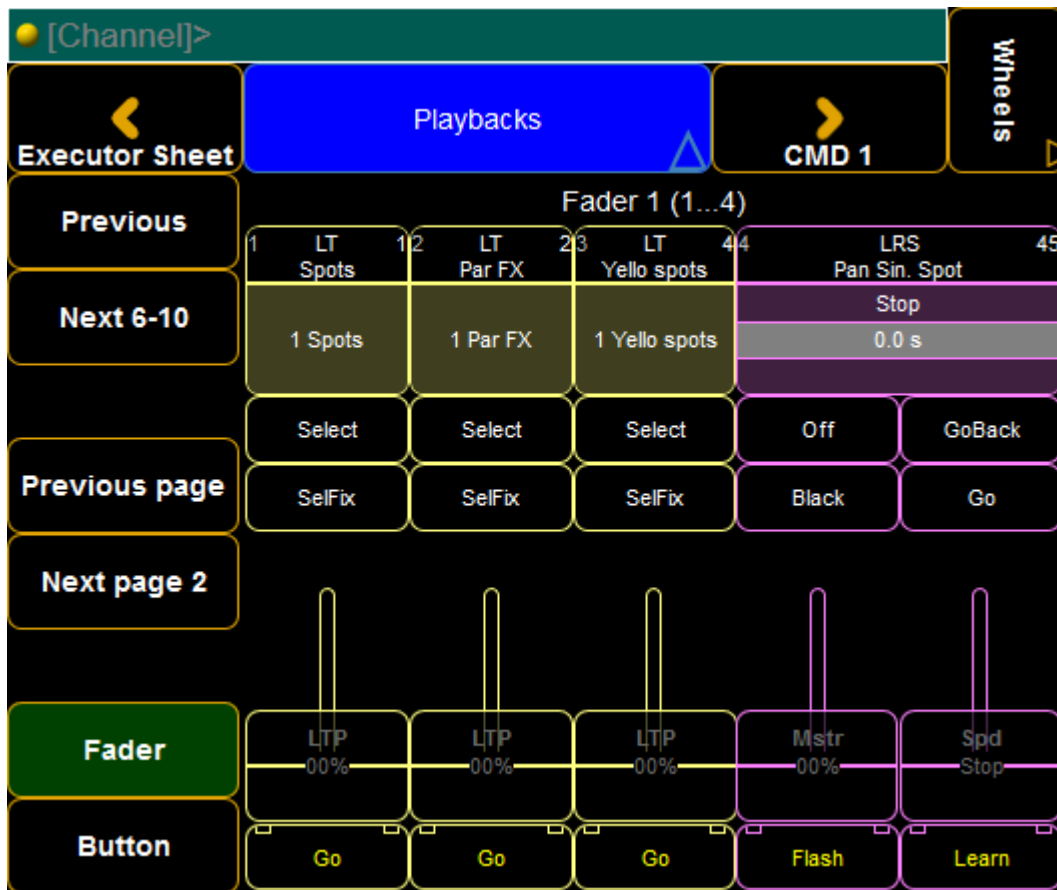 [Channel]>
Wheels
Executor Sheet
Playbacks
CMD 1
Previous
Next 6-10
Previous page
Next page 2
Fader
Button
Fader 1 (1...4)
1 LT 1 2 LT 2 3 LT 4 4 LRS 45
Spots Par FX Yello spots Pan Sin. Spot
Stop
1 Spots 1 Par FX 1 Yello spots 0.0 s
Select Select Select Off GoBack
SelFix SelFix SelFix Black Go
LTP LTP LTP Mstr Spd
00% 00% 00% 00% Stop
Go Go Go Flash Learn